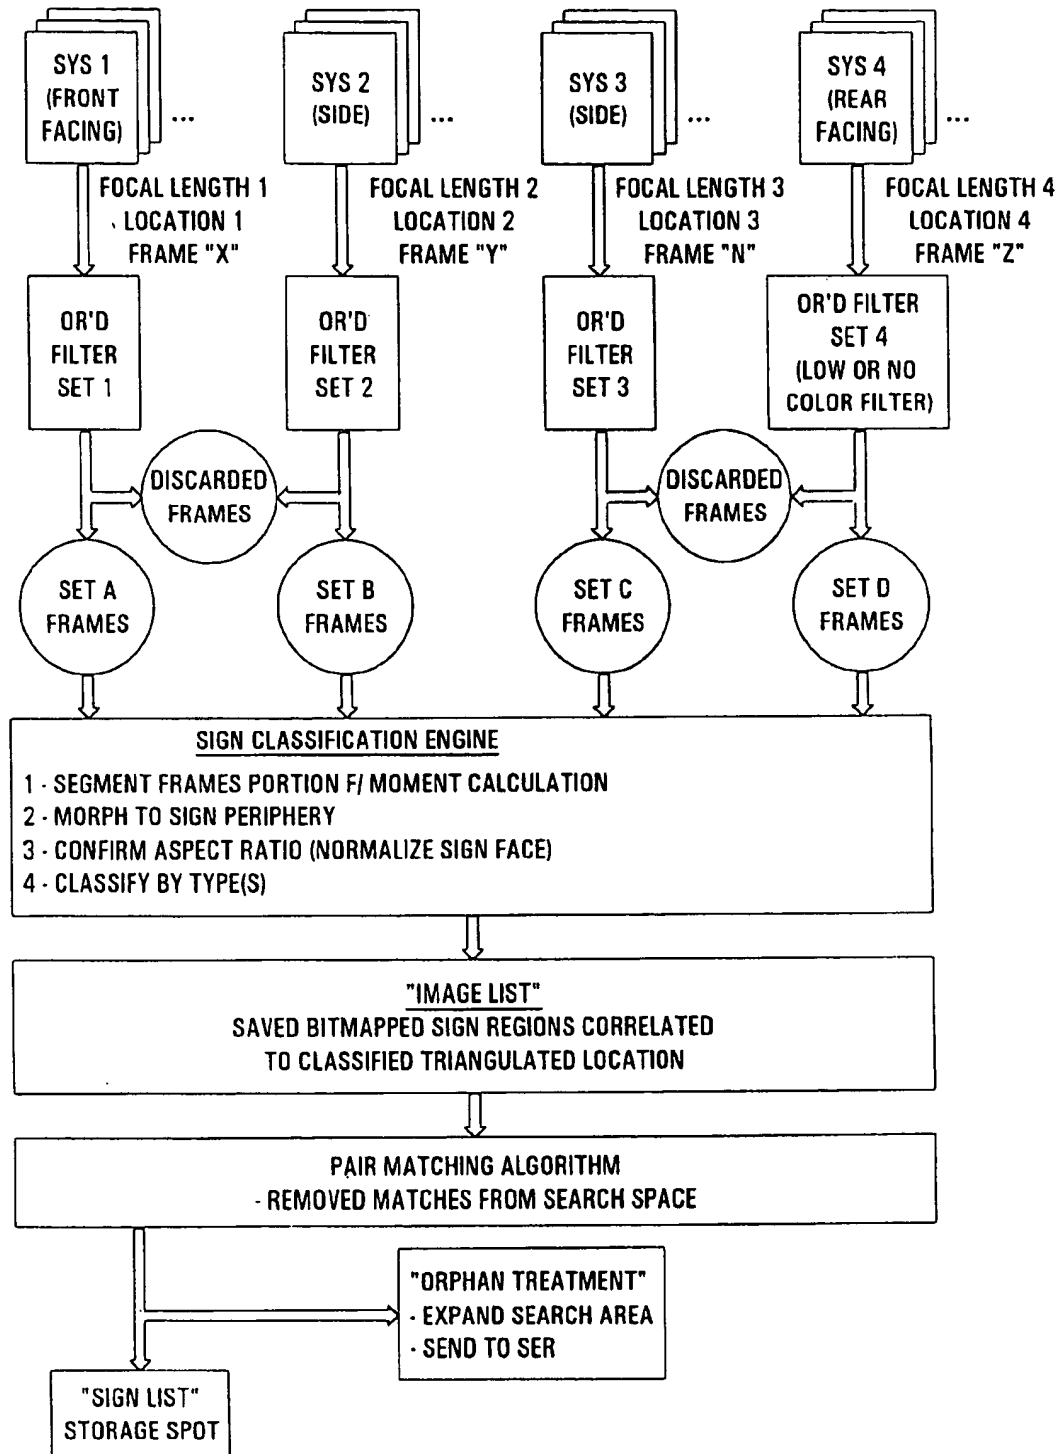 SYS 1
(FRONT
FACING)
...
SYS 2
(SIDE)
...
SYS 3
(SIDE)
...
SYS 4
(REAR
FACING)
...
FOCAL LENGTH 1
LOCATION 1
FRAME "X"
FOCAL LENGTH 2
LOCATION 2
FRAME "Y"
FOCAL LENGTH 3
LOCATION 3
FRAME "N"
FOCAL LENGTH 4
LOCATION 4
FRAME "Z"
OR'D
FILTER
SET 1
OR'D
FILTER
SET 2
OR'D
FILTER
SET 3
OR'D FILTER
SET 4
(LOW OR NO
COLOR FILTER)
DISCARDED
FRAMES
DISCARDED
FRAMES
SET A
FRAMES
SET B
FRAMES
SET C
FRAMES
SET D
FRAMES
SIGN CLASSIFICATION ENGINE
1 - SEGMENT FRAMES PORTION F/ MOMENT CALCULATION
2 - MORPH TO SIGN PERIPHERY
3 - CONFIRM ASPECT RATIO (NORMALIZE SIGN FACE)
4 - CLASSIFY BY TYPE(S)
"IMAGE LIST"
SAVED BITMAPPED SIGN REGIONS CORRELATED
TO CLASSIFIED TRIANGULATED LOCATION
PAIR MATCHING ALGORITHM
- REMOVED MATCHES FROM SEARCH SPACE
"ORPHAN TREATMENT"
- EXPAND SEARCH AREA
- SEND TO SER
"SIGN LIST"
STORAGE SPOT